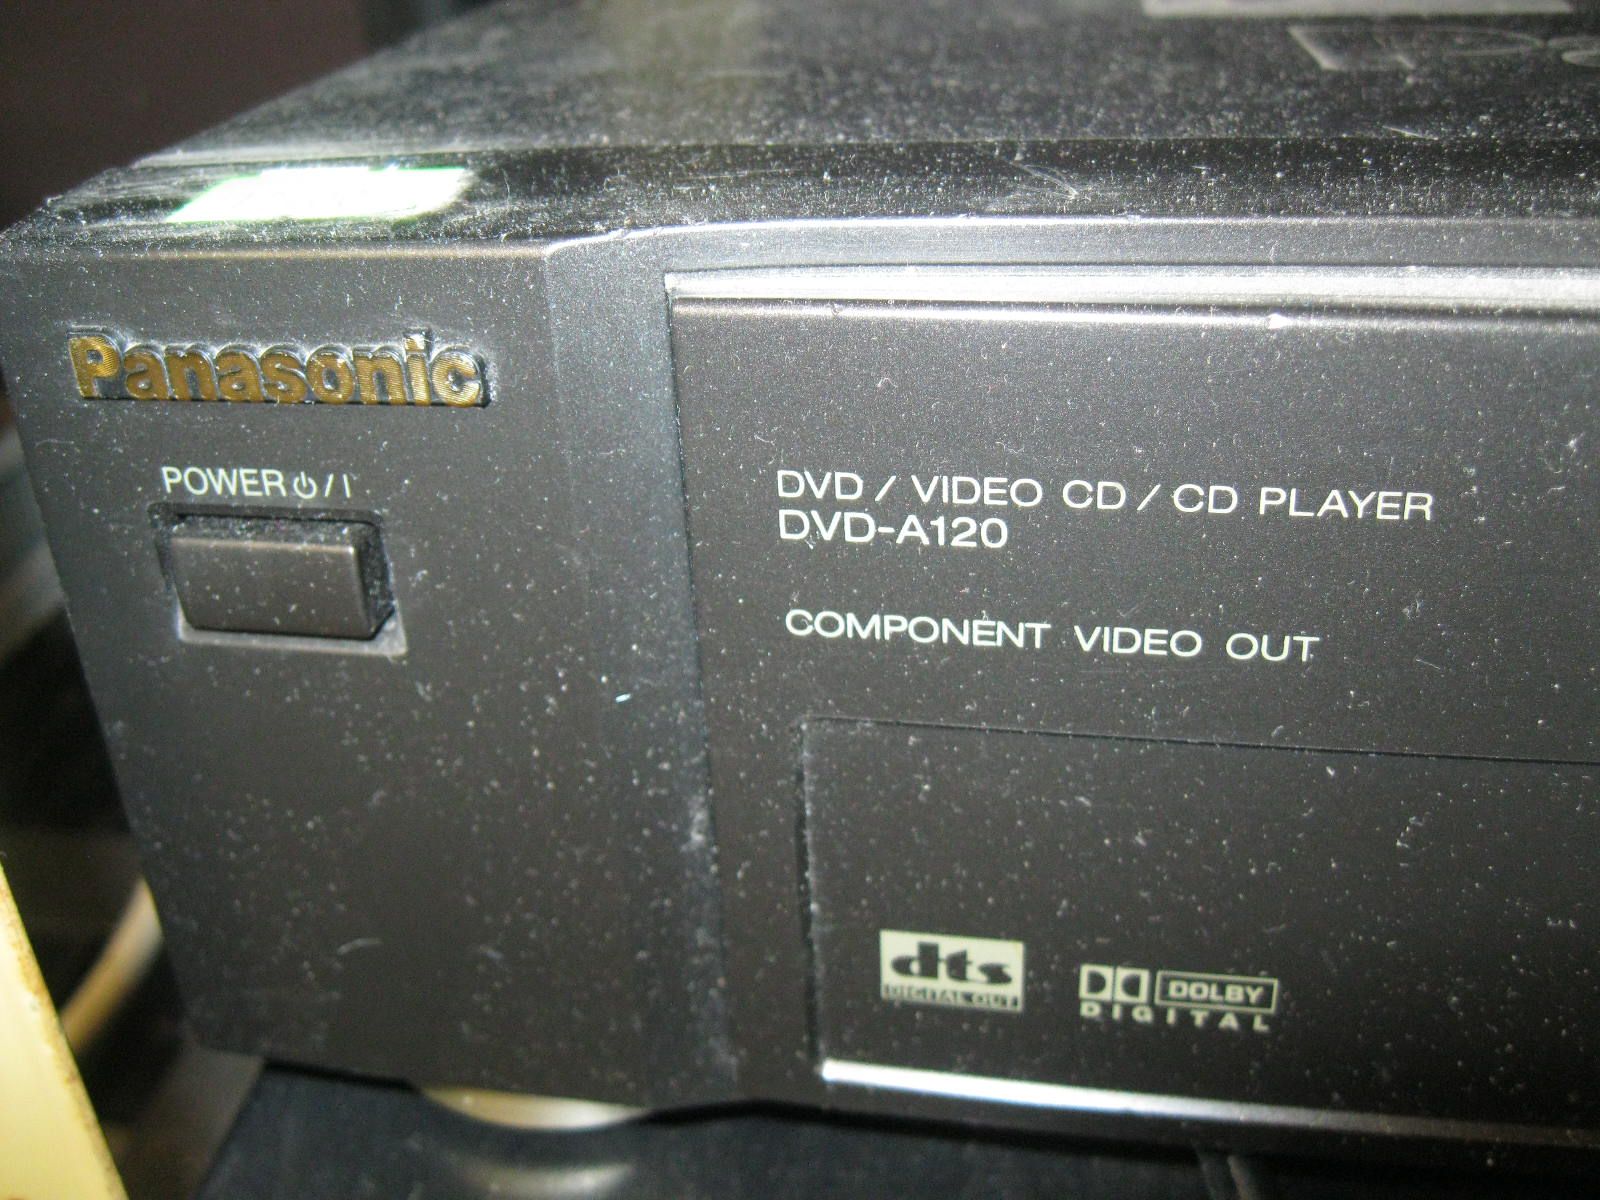 Panasonic
POWER ⏻/I
DVD / VIDEO CD / CD PLAYER
DVD-A120
COMPONENT VIDEO OUT
dts
DIGITAL OUT
DOLBY
DIGITAL